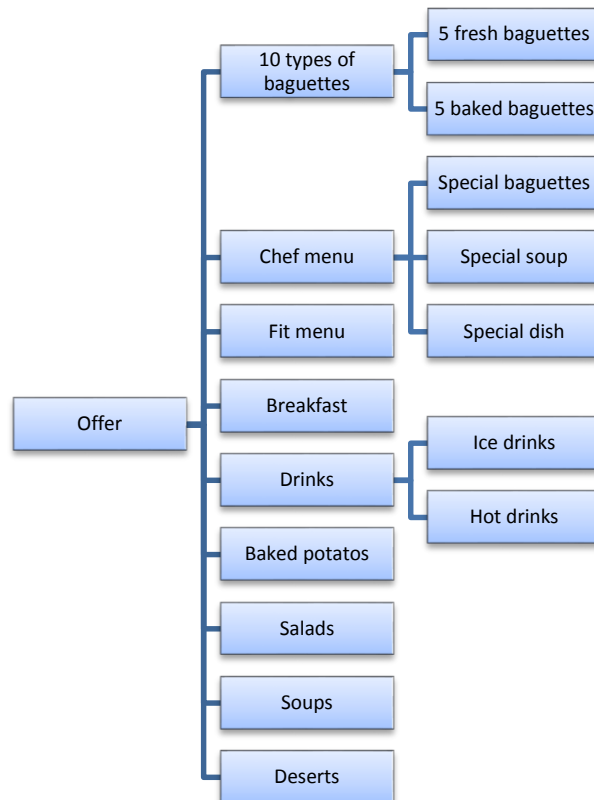 10 types of
baguettes
5 fresh baguettes
5 baked baguettes
Chef menu
Special baguettes
Special soup
Special dish
Fit menu
Offer
Breakfast
Drinks
Ice drinks
Hot drinks
Baked potatos
Salads
Soups
Deserts